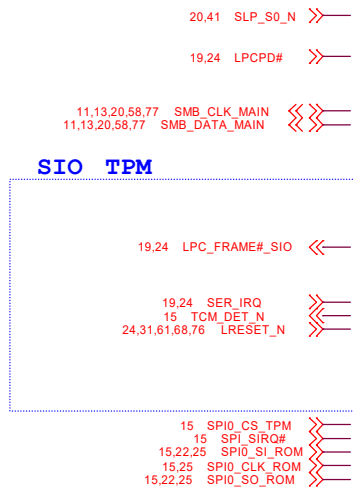 20,41 SLP_S0_N
19,24 LPCPD#
11,13,20,58,77 SMB_CLK_MAIN
11,13,20,58,77 SMB_DATA_MAIN
SIO TPM
19,24 LPC_FRAME#_SIO
19,24 SER_IRQ
15 TCM_DET_N
24,31,61,68,76 LRESET_N
15 SPI0_CS_TPM
15 SPI_SIRQ#
15,22,25 SPI0_SI_ROM
15,25 SPI0_CLK_ROM
15,22,25 SPI0_SO_ROM